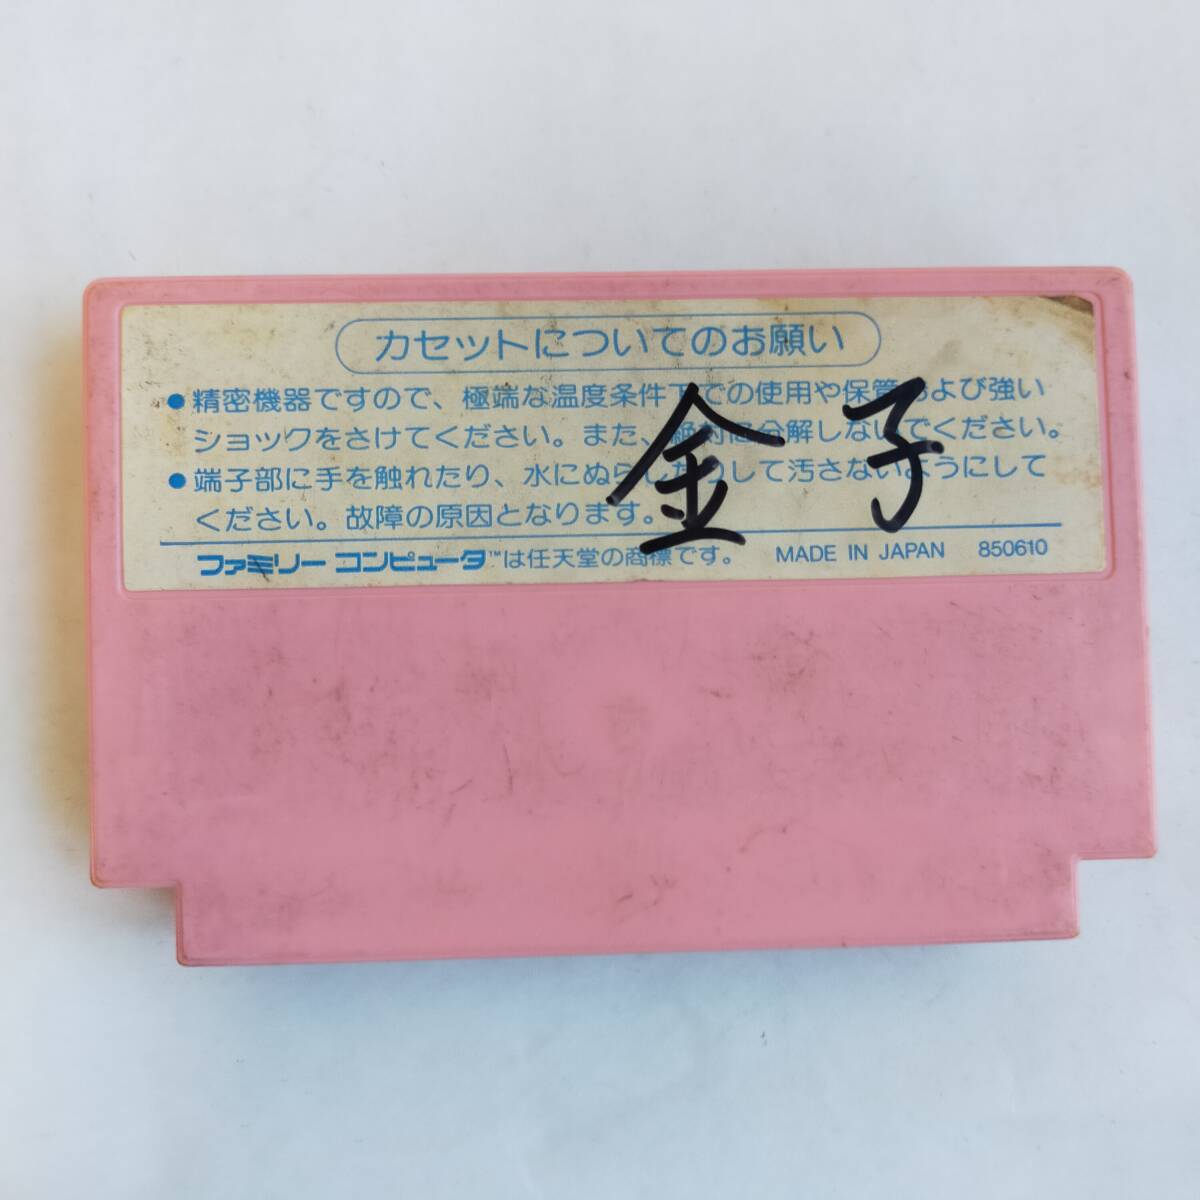 カセットについてのお願い
●精密機器ですので、極端な温度条件下での使用や保管および強い
ショックをさけてください。また、絶対に分解しないでください。
●端子部に手を触れたり、水にぬらしたりして汚さないようにして
ください。故障の原因となります。
金子
ファミリーコンピュータ™は任天堂の商標です。 MADE IN JAPAN 850610